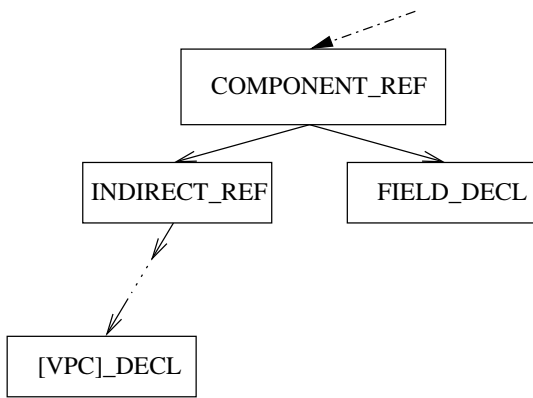 COMPONENT_REF
INDIRECT_REF
FIELD_DECL
[VPC]_DECL